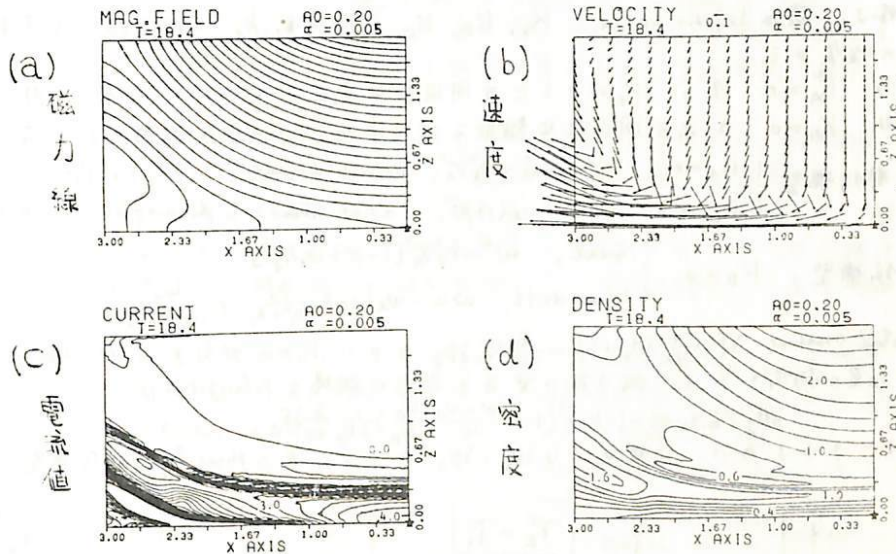 MAG.FIELD A0=0.20
T=18.4 α=0.005
(a)
磁力線
1.33
0.67
0.00
Z AXIS
3.00 2.33 1.67 1.00 0.33
X AXIS
VELOCITY A0=0.20
T=18.4 0.1 α=0.005
(b)
速度
1.33
0.67
0.00
Z AXIS
3.00 2.33 1.67 1.00 0.33
X AXIS
CURRENT A0=0.20
T=18.4 α=0.005
(c)
電流値
1.33
0.67
0.00
Z AXIS
0.0
3.0
4.0
3.00 2.33 1.67 1.00 0.33
X AXIS
DENSITY A0=0.20
T=18.4 α=0.005
(d)
密度
1.33
0.67
0.00
Z AXIS
2.0
1.0
1.6
0.6
0.4
3.00 2.33 1.67 1.00 0.33
X AXIS